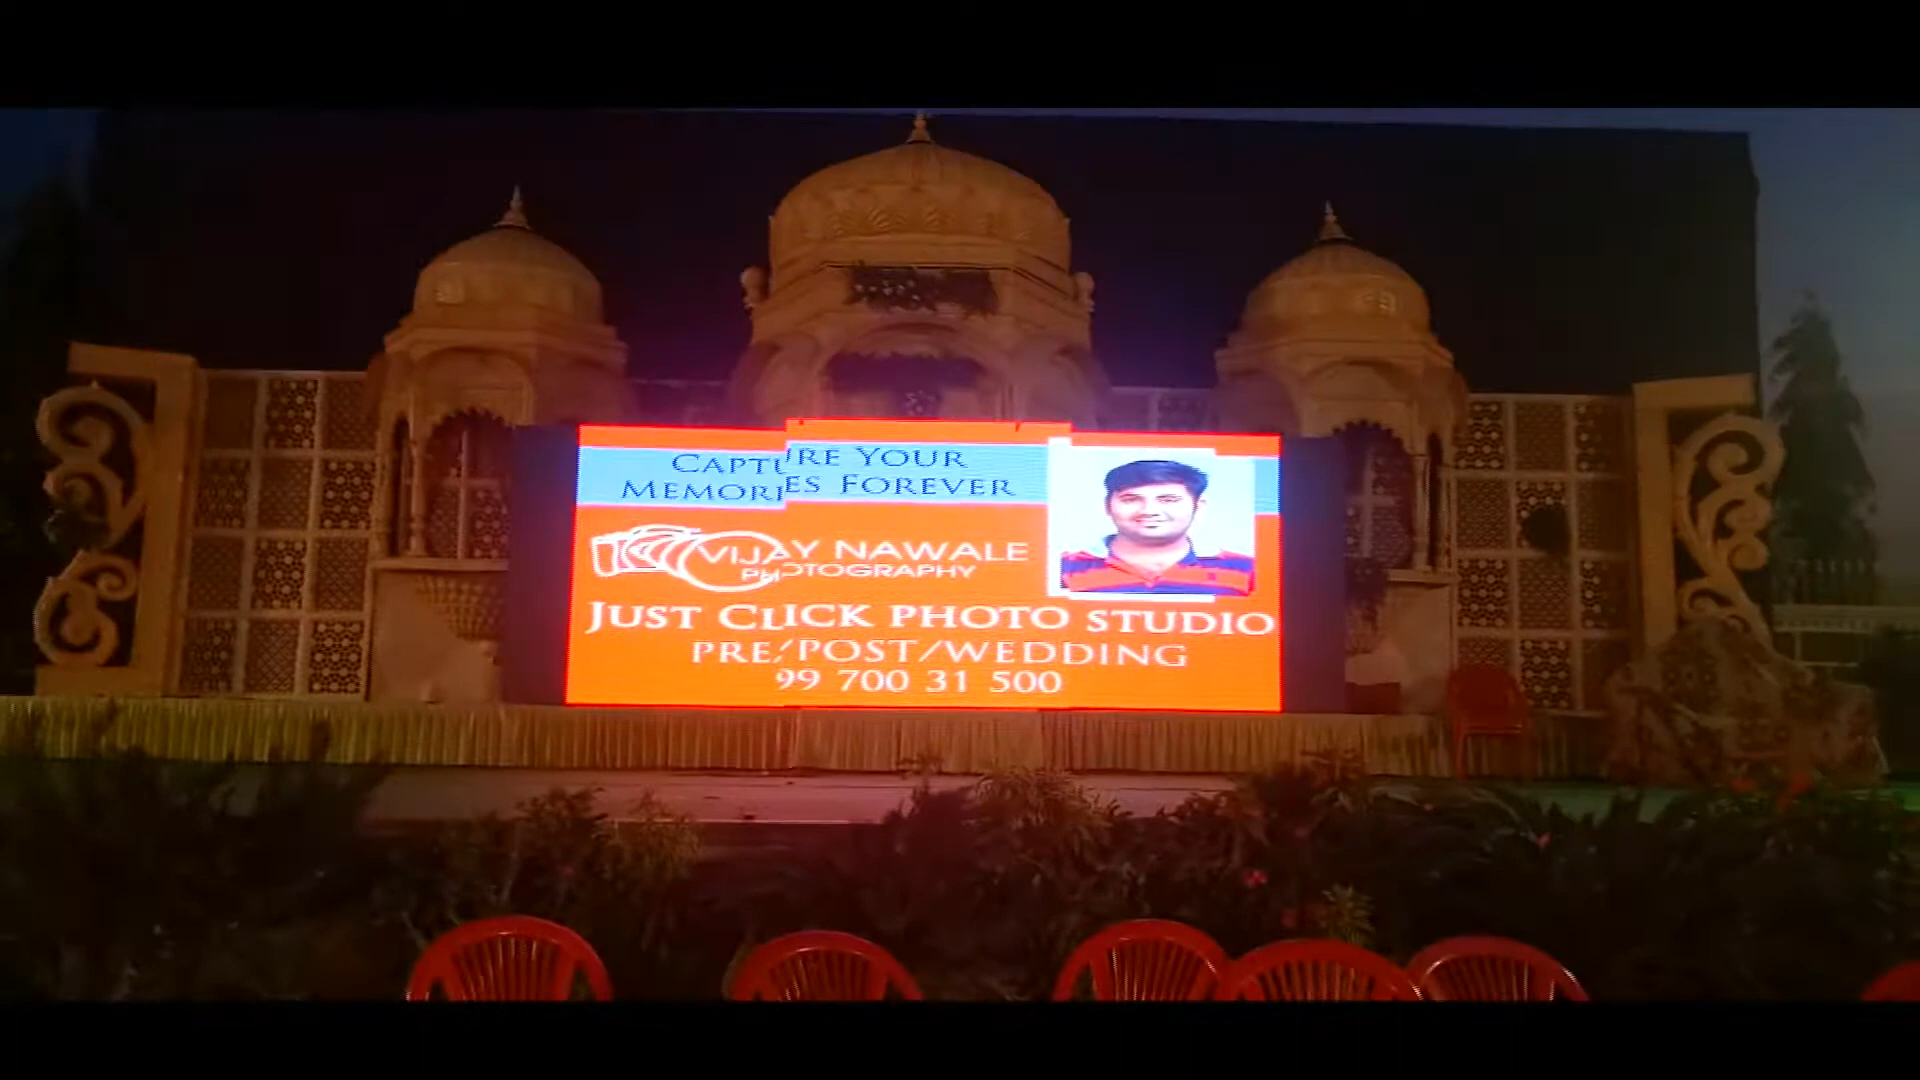 CAPTURE YOUR
MEMORIES FOREVER
VIJAY NAWALE
PHOTOGRAPHY
JUST CLICK PHOTO STUDIO
PRE/POST/WEDDING
99 700 31 500